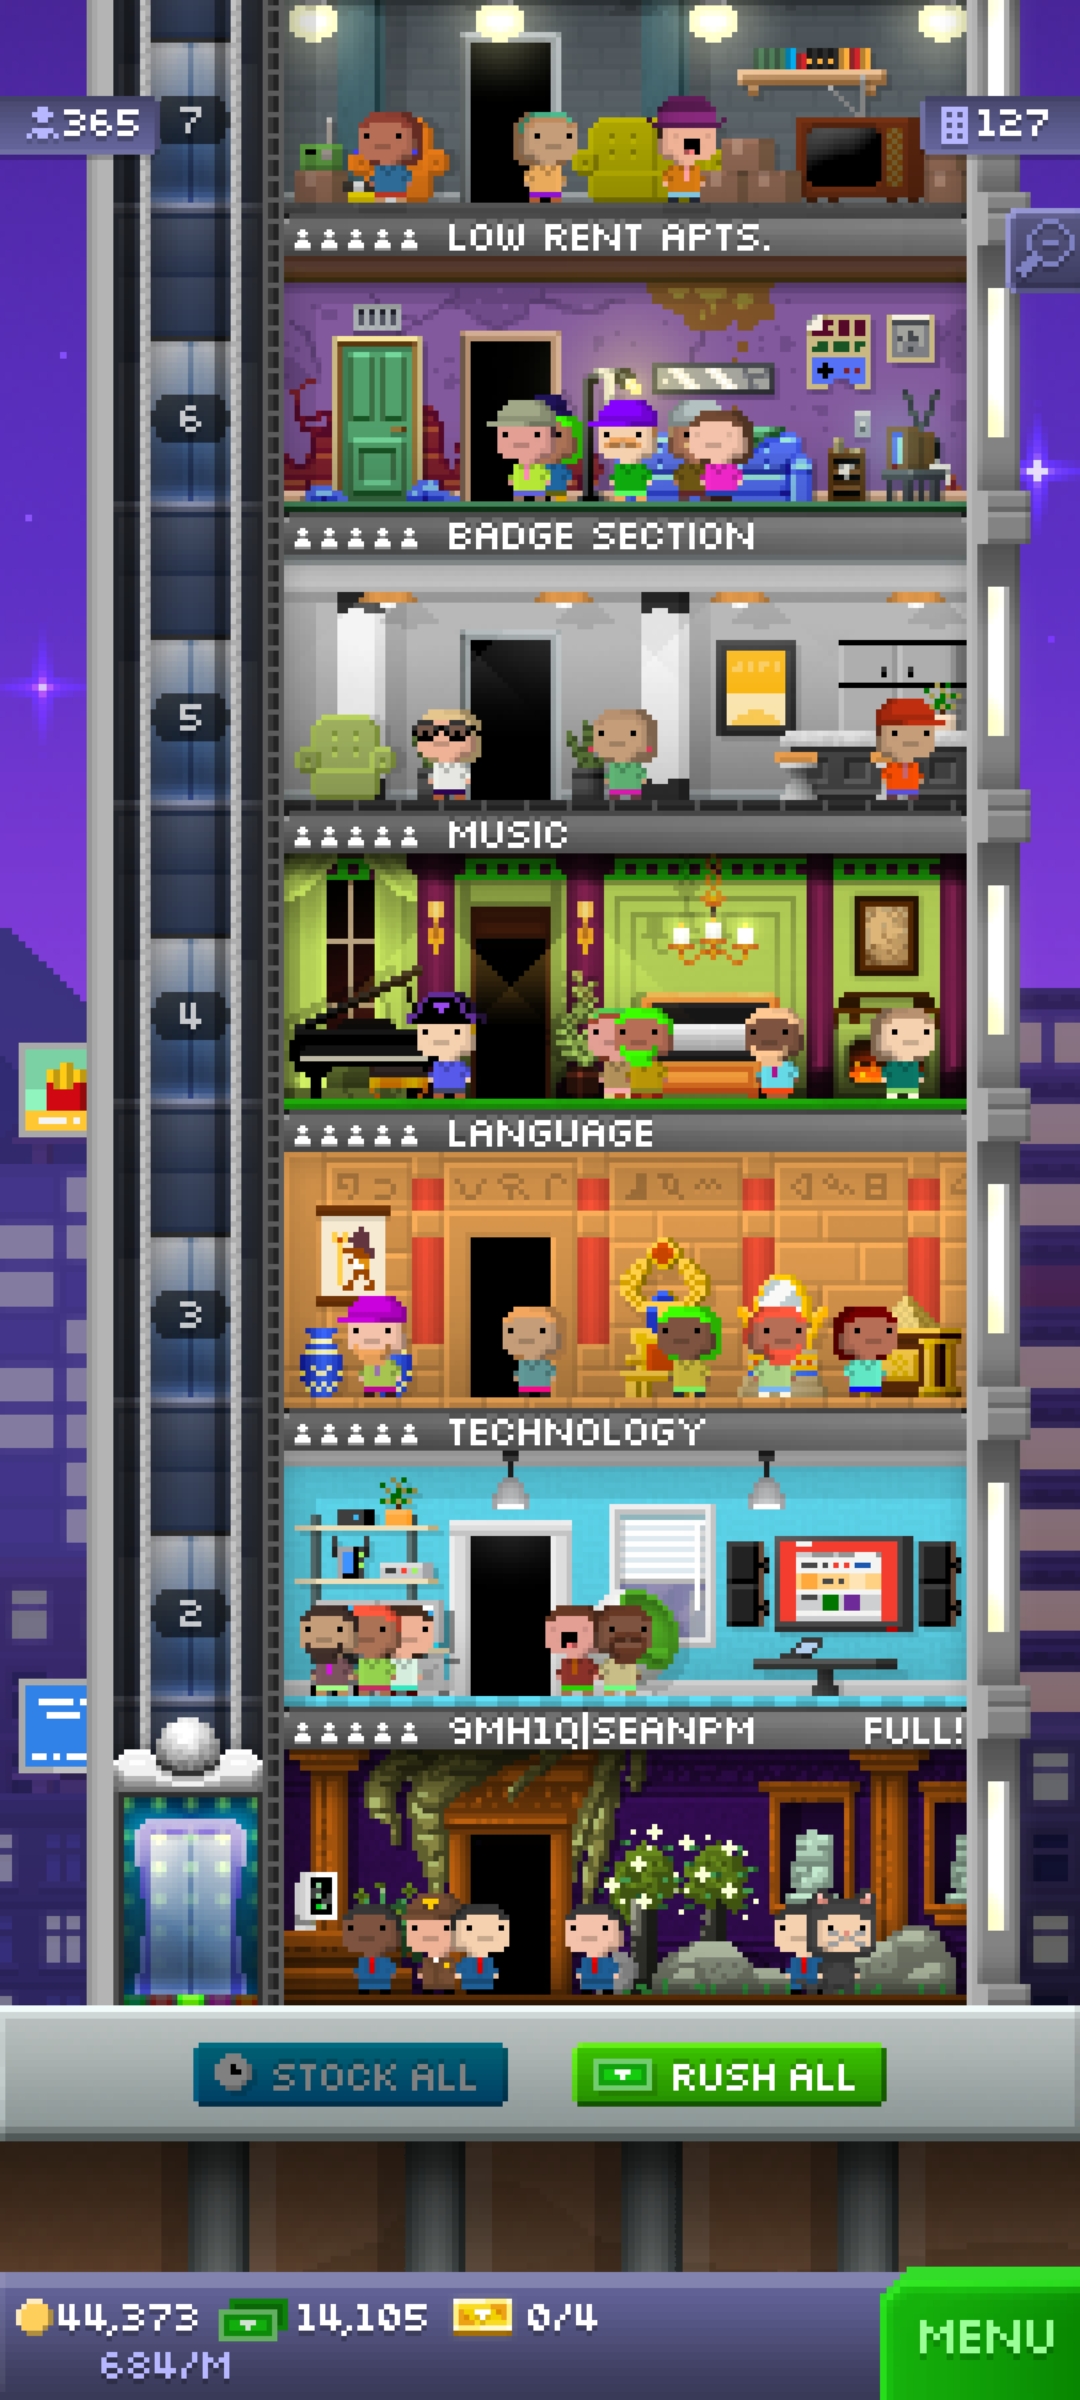 365
7
127
LOW RENT APTS.
6
BADGE SECTION
5
MUSIC
4
LANGUAGE
3
TECHNOLOGY
2
9MH1Q|SEANPM FULL!
STOCK ALL
RUSH ALL
44,373
14,105
0/4
684/M
MENU